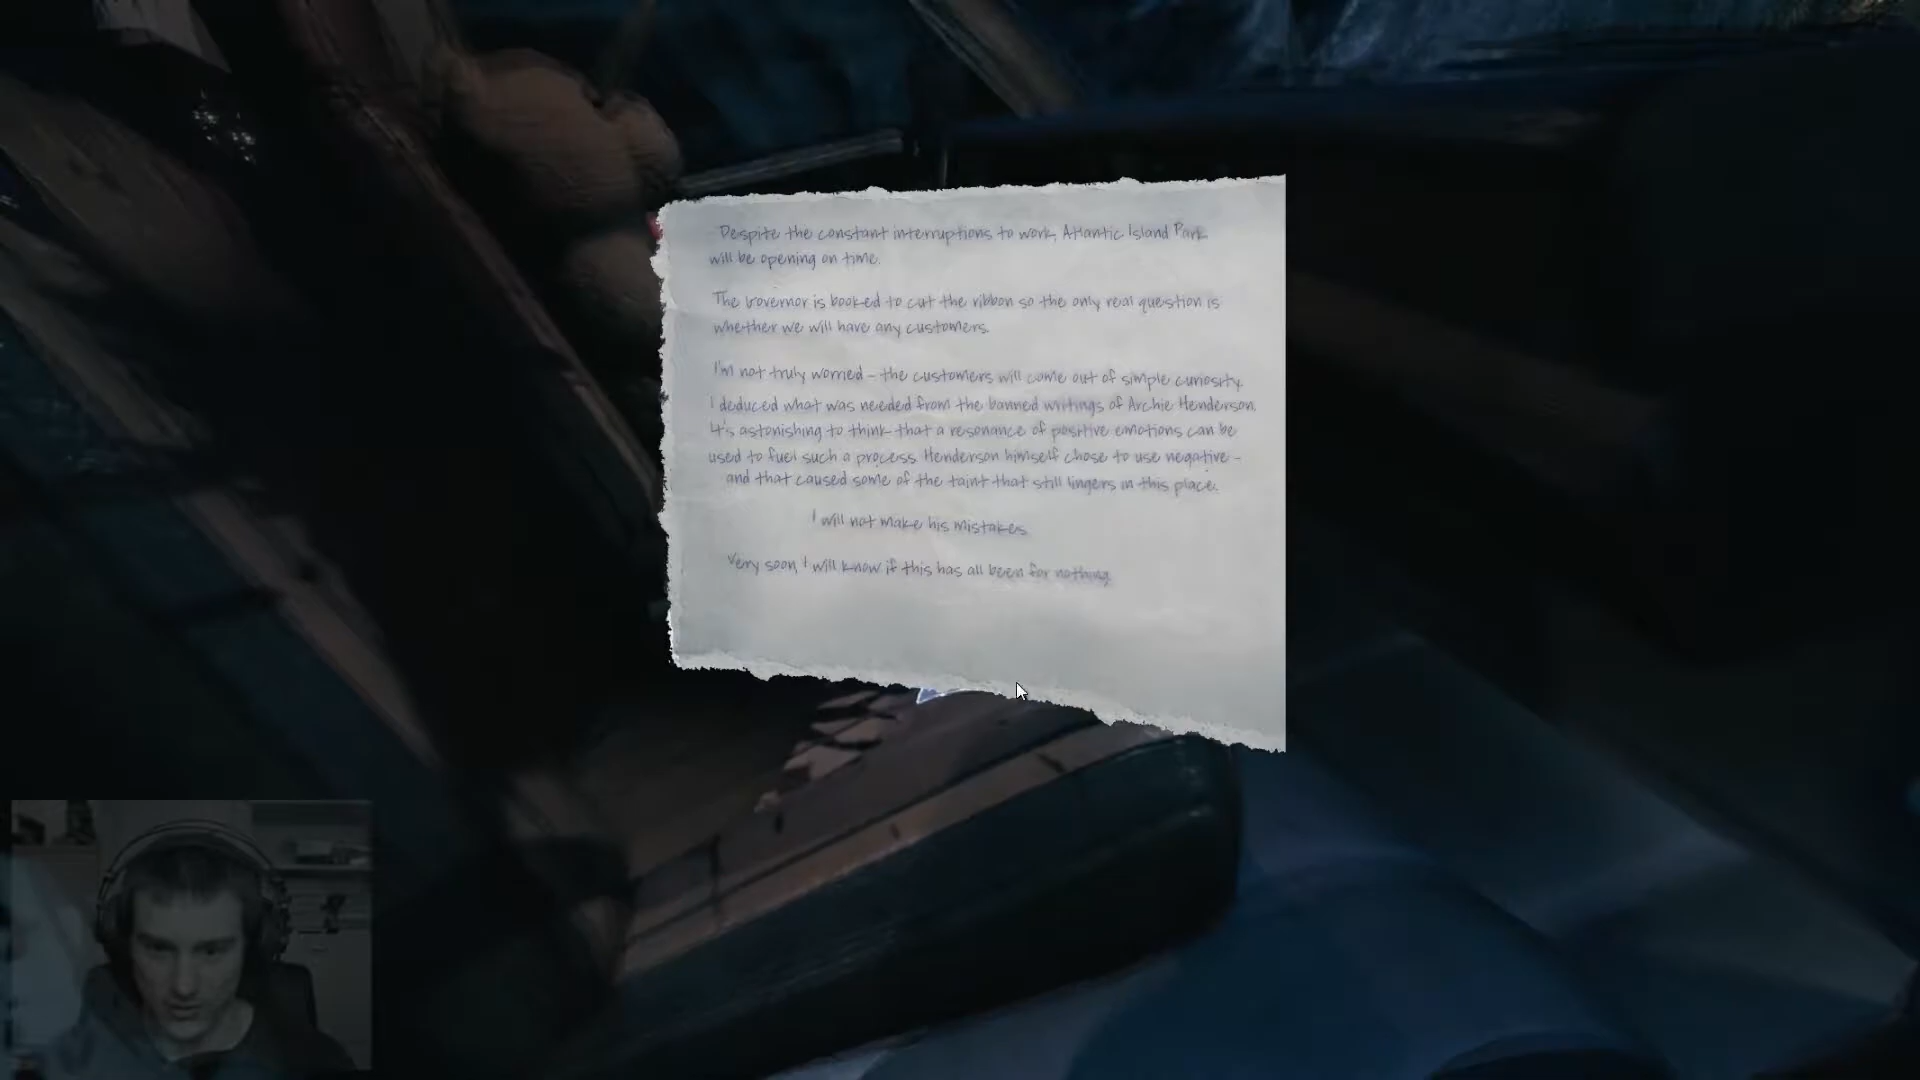 Despite the constant interruptions to work, Atlantic Island Park
will be opening on time.
The Governor is booked to cut the ribbon so the only real question is
whether we will have any customers.
I'm not truly worried - the customers will come out of simple curiosity.
I deduced what was needed from the banned writings of Archie Henderson.
It's astonishing to think that a resonance of positive emotions can be
used to fuel such a process. Henderson himself chose to use negative -
and that caused some of the taint that still lingers in this place.
I will not make his mistakes.
Very soon, I will know if this has all been for nothing.